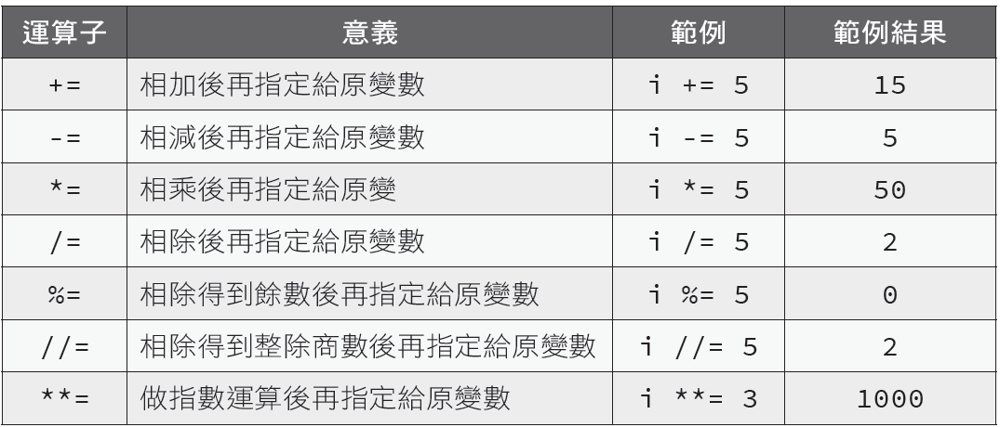 運算子 意義 範例 範例結果
+= 相加後再指定給原變數 i += 5 15
-= 相減後再指定給原變數 i -= 5 5
*= 相乘後再指定給原變 i *= 5 50
/= 相除後再指定給原變數 i /= 5 2
%= 相除得到餘數後再指定給原變數 i %= 5 0
//= 相除得到整除商數後再指定給原變數 i //= 5 2
**= 做指數運算後再指定給原變數 i **= 3 1000